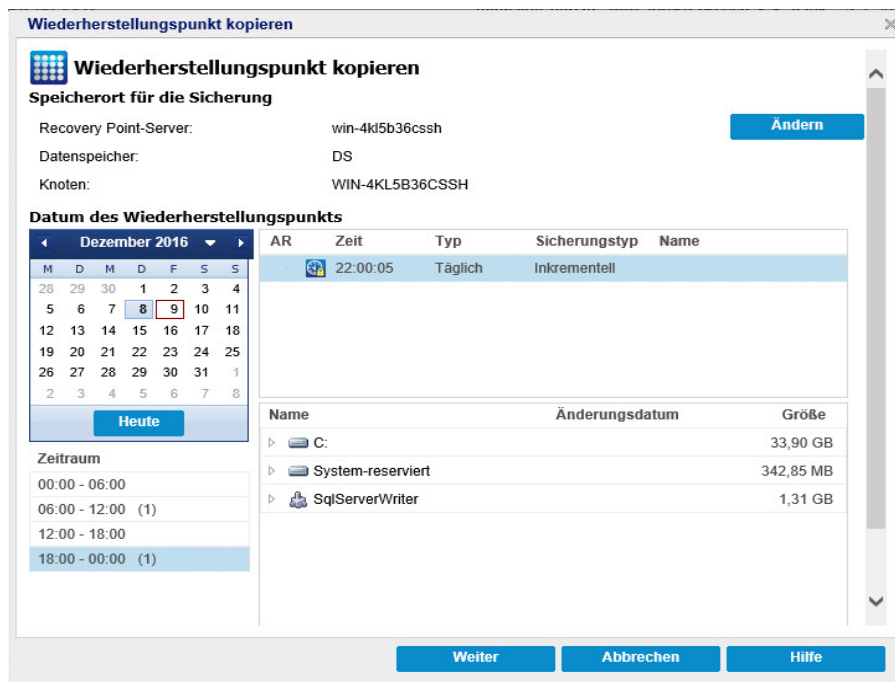 Wiederherstellungspunkt kopieren
Wiederherstellungspunkt kopieren
Speicherort für die Sicherung
Recovery Point-Server: win-4kl5b36cssh Ändern
Datenspeicher: DS
Knoten: WIN-4KL5B36CSSH
Datum des Wiederherstellungspunkts
Dezember 2016
M D M D F S S
28 29 30 1 2 3 4
5 6 7 8 9 10 11
12 13 14 15 16 17 18
19 20 21 22 23 24 25
26 27 28 29 30 31 1
2 3 4 5 6 7 8
Heute
Zeitraum
00:00 - 06:00
06:00 - 12:00 (1)
12:00 - 18:00
18:00 - 00:00 (1)
AR Zeit Typ Sicherungstyp Name
22:00:05 Täglich Inkrementell
Name Änderungsdatum Größe
C: 33,90 GB
System-reserviert 342,85 MB
SqlServerWriter 1,31 GB
Weiter Abbrechen Hilfe